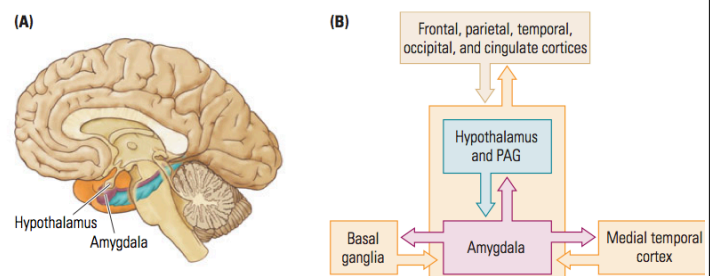 (A)
Hypothalamus
Amygdala
(B)
Frontal, parietal, temporal,
occipital, and cingulate cortices
Hypothalamus
and PAG
Basal
ganglia
Amygdala
Medial temporal
cortex